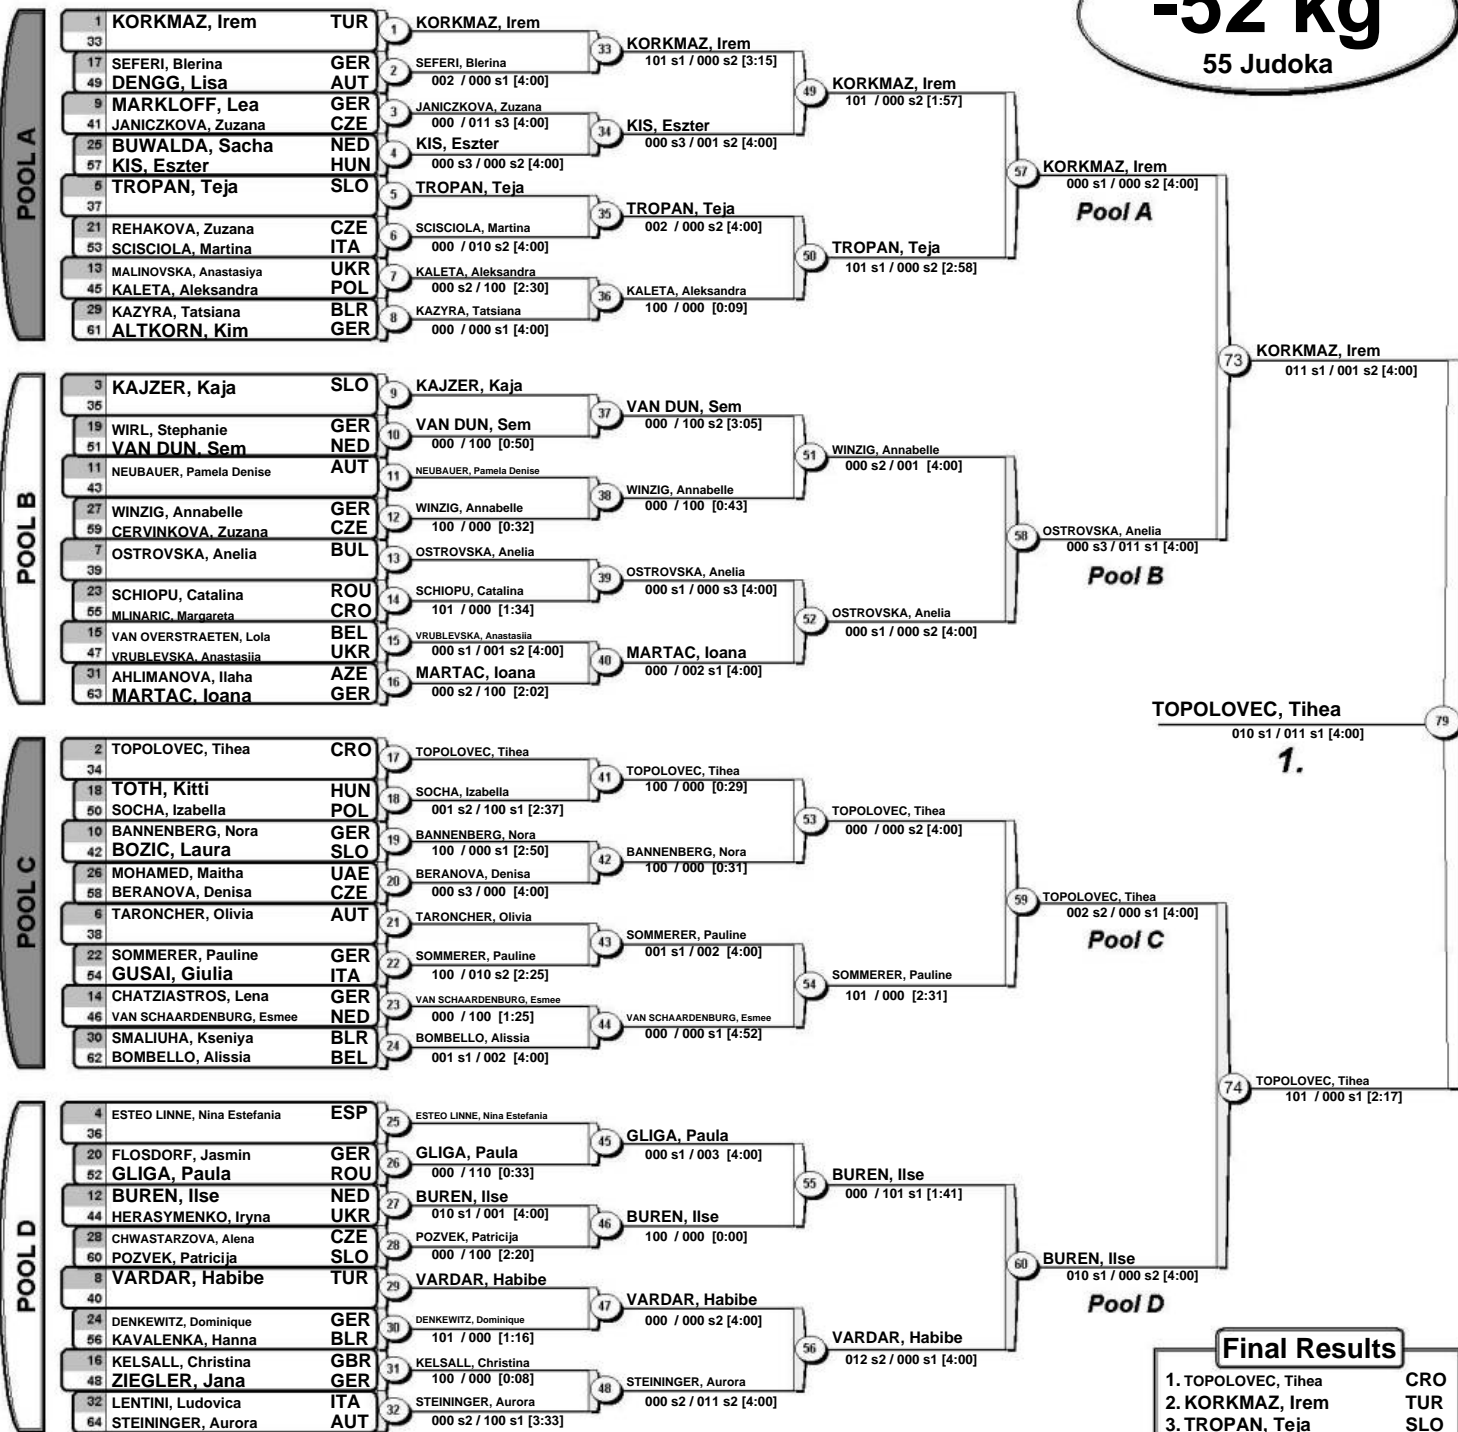 -52 kg
55 Judoka
POOL A
1 KORKMAZ, Irem TUR
33
17 SEFERI, Blerina GER
49 DENGG, Lisa AUT
9 MARKLOFF, Lea GER
41 JANICZKOVA, Zuzana CZE
25 BUWALDA, Sacha NED
57 KIS, Eszter HUN
5 TROPAN, Teja SLO
37
21 REHAKOVA, Zuzana CZE
53 SCISCIOLA, Martina ITA
13 MALINOVSKA, Anastasiya UKR
45 KALETA, Aleksandra POL
29 KAZYRA, Tatsiana BLR
61 ALTKORN, Kim GER
1 KORKMAZ, Irem
2 SEFERI, Blerina
002 / 000 s1 [4:00]
3 JANICZKOVA, Zuzana
000 / 011 s3 [4:00]
4 KIS, Eszter
000 s3 / 000 s2 [4:00]
5 TROPAN, Teja
6 SCISCIOLA, Martina
000 / 010 s2 [4:00]
7 KALETA, Aleksandra
000 s2 / 100 [2:30]
8 KAZYRA, Tatsiana
000 / 000 s1 [4:00]
33 KORKMAZ, Irem
101 s1 / 000 s2 [3:15]
34 KIS, Eszter
000 s3 / 001 s2 [4:00]
35 TROPAN, Teja
002 / 000 s2 [4:00]
36 KALETA, Aleksandra
100 / 000 [0:09]
49 KORKMAZ, Irem
101 / 000 s2 [1:57]
50 TROPAN, Teja
101 s1 / 000 s2 [2:58]
57 KORKMAZ, Irem
000 s1 / 000 s2 [4:00]
Pool A
POOL B
3 KAJZER, Kaja SLO
35
19 WIRL, Stephanie GER
51 VAN DUN, Sem NED
11 NEUBAUER, Pamela Denise AUT
43
27 WINZIG, Annabelle GER
59 CERVINKOVA, Zuzana CZE
7 OSTROVSKA, Anelia BUL
39
23 SCHIOPU, Catalina ROU
55 MLINARIC, Margareta CRO
15 VAN OVERSTRAETEN, Lola BEL
47 VRUBLEVSKA, Anastasiia UKR
31 AHLIMANOVA, Ilaha AZE
63 MARTAC, Ioana GER
9 KAJZER, Kaja
10 VAN DUN, Sem
000 / 100 [0:50]
11 NEUBAUER, Pamela Denise
12 WINZIG, Annabelle
100 / 000 [0:32]
13 OSTROVSKA, Anelia
14 SCHIOPU, Catalina
101 / 000 [1:34]
15 VRUBLEVSKA, Anastasiia
000 s1 / 001 s2 [4:00]
16 MARTAC, Ioana
000 s2 / 100 [2:02]
37 VAN DUN, Sem
000 / 100 s2 [3:05]
38 WINZIG, Annabelle
000 / 100 [0:43]
39 OSTROVSKA, Anelia
000 s1 / 000 s3 [4:00]
40 MARTAC, Ioana
000 / 002 s1 [4:00]
51 WINZIG, Annabelle
000 s2 / 001 [4:00]
52 OSTROVSKA, Anelia
000 s1 / 000 s2 [4:00]
58 OSTROVSKA, Anelia
000 s3 / 011 s1 [4:00]
Pool B
73 KORKMAZ, Irem
011 s1 / 001 s2 [4:00]
TOPOLOVEC, Tihea 79
010 s1 / 011 s1 [4:00]
1.
POOL C
2 TOPOLOVEC, Tihea CRO
34
18 TOTH, Kitti HUN
50 SOCHA, Izabella POL
10 BANNENBERG, Nora GER
42 BOZIC, Laura SLO
26 MOHAMED, Maitha UAE
58 BERANOVA, Denisa CZE
6 TARONCHER, Olivia AUT
38
22 SOMMERER, Pauline GER
54 GUSAI, Giulia ITA
14 CHATZIASTROS, Lena GER
46 VAN SCHAARDENBURG, Esmee NED
30 SMALIUHA, Kseniya BLR
62 BOMBELLO, Alissia BEL
17 TOPOLOVEC, Tihea
18 SOCHA, Izabella
001 s2 / 100 s1 [2:37]
19 BANNENBERG, Nora
100 / 000 s1 [2:50]
20 BERANOVA, Denisa
000 s3 / 000 [4:00]
21 TARONCHER, Olivia
22 SOMMERER, Pauline
100 / 010 s2 [2:25]
23 VAN SCHAARDENBURG, Esmee
000 / 100 [1:25]
24 BOMBELLO, Alissia
001 s1 / 002 [4:00]
41 TOPOLOVEC, Tihea
100 / 000 [0:29]
42 BANNENBERG, Nora
100 / 000 [0:31]
43 SOMMERER, Pauline
001 s1 / 002 [4:00]
44 VAN SCHAARDENBURG, Esmee
000 / 000 s1 [4:52]
53 TOPOLOVEC, Tihea
000 / 000 s2 [4:00]
54 SOMMERER, Pauline
101 / 000 [2:31]
59 TOPOLOVEC, Tihea
002 s2 / 000 s1 [4:00]
Pool C
74 TOPOLOVEC, Tihea
101 / 000 s1 [2:17]
POOL D
4 ESTEO LINNE, Nina Estefania ESP
36
20 FLOSDORF, Jasmin GER
52 GLIGA, Paula ROU
12 BUREN, Ilse NED
44 HERASYMENKO, Iryna UKR
28 CHWASTARZOVA, Alena CZE
60 POZVEK, Patricija SLO
8 VARDAR, Habibe TUR
40
24 DENKEWITZ, Dominique GER
56 KAVALENKA, Hanna BLR
16 KELSALL, Christina GBR
48 ZIEGLER, Jana GER
32 LENTINI, Ludovica ITA
64 STEININGER, Aurora AUT
25 ESTEO LINNE, Nina Estefania
26 GLIGA, Paula
000 / 110 [0:33]
27 BUREN, Ilse
010 s1 / 001 [4:00]
28 POZVEK, Patricija
000 / 100 [2:20]
29 VARDAR, Habibe
30 DENKEWITZ, Dominique
101 / 000 [1:16]
31 KELSALL, Christina
100 / 000 [0:08]
32 STEININGER, Aurora
000 s2 / 100 s1 [3:33]
45 GLIGA, Paula
000 s1 / 003 [4:00]
46 BUREN, Ilse
100 / 000 [0:00]
47 VARDAR, Habibe
000 / 000 s2 [4:00]
48 STEININGER, Aurora
000 s2 / 011 s2 [4:00]
55 BUREN, Ilse
000 / 101 s1 [1:41]
56 VARDAR, Habibe
012 s2 / 000 s1 [4:00]
60 BUREN, Ilse
010 s1 / 000 s2 [4:00]
Pool D
Final Results
1. TOPOLOVEC, Tihea CRO
2. KORKMAZ, Irem TUR
3. TROPAN, Teja SLO